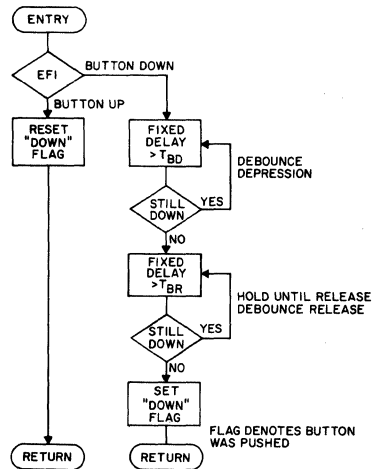 ENTRY
EFI
BUTTON DOWN
BUTTON UP
RESET
"DOWN"
FLAG
FIXED
DELAY
>TBD
DEBOUNCE
DEPRESSION
STILL
DOWN
YES
NO
FIXED
DELAY
>TBR
HOLD UNTIL RELEASE
DEBOUNCE RELEASE
STILL
DOWN
YES
NO
SET
"DOWN"
FLAG
FLAG DENOTES BUTTON
WAS PUSHED
RETURN
RETURN